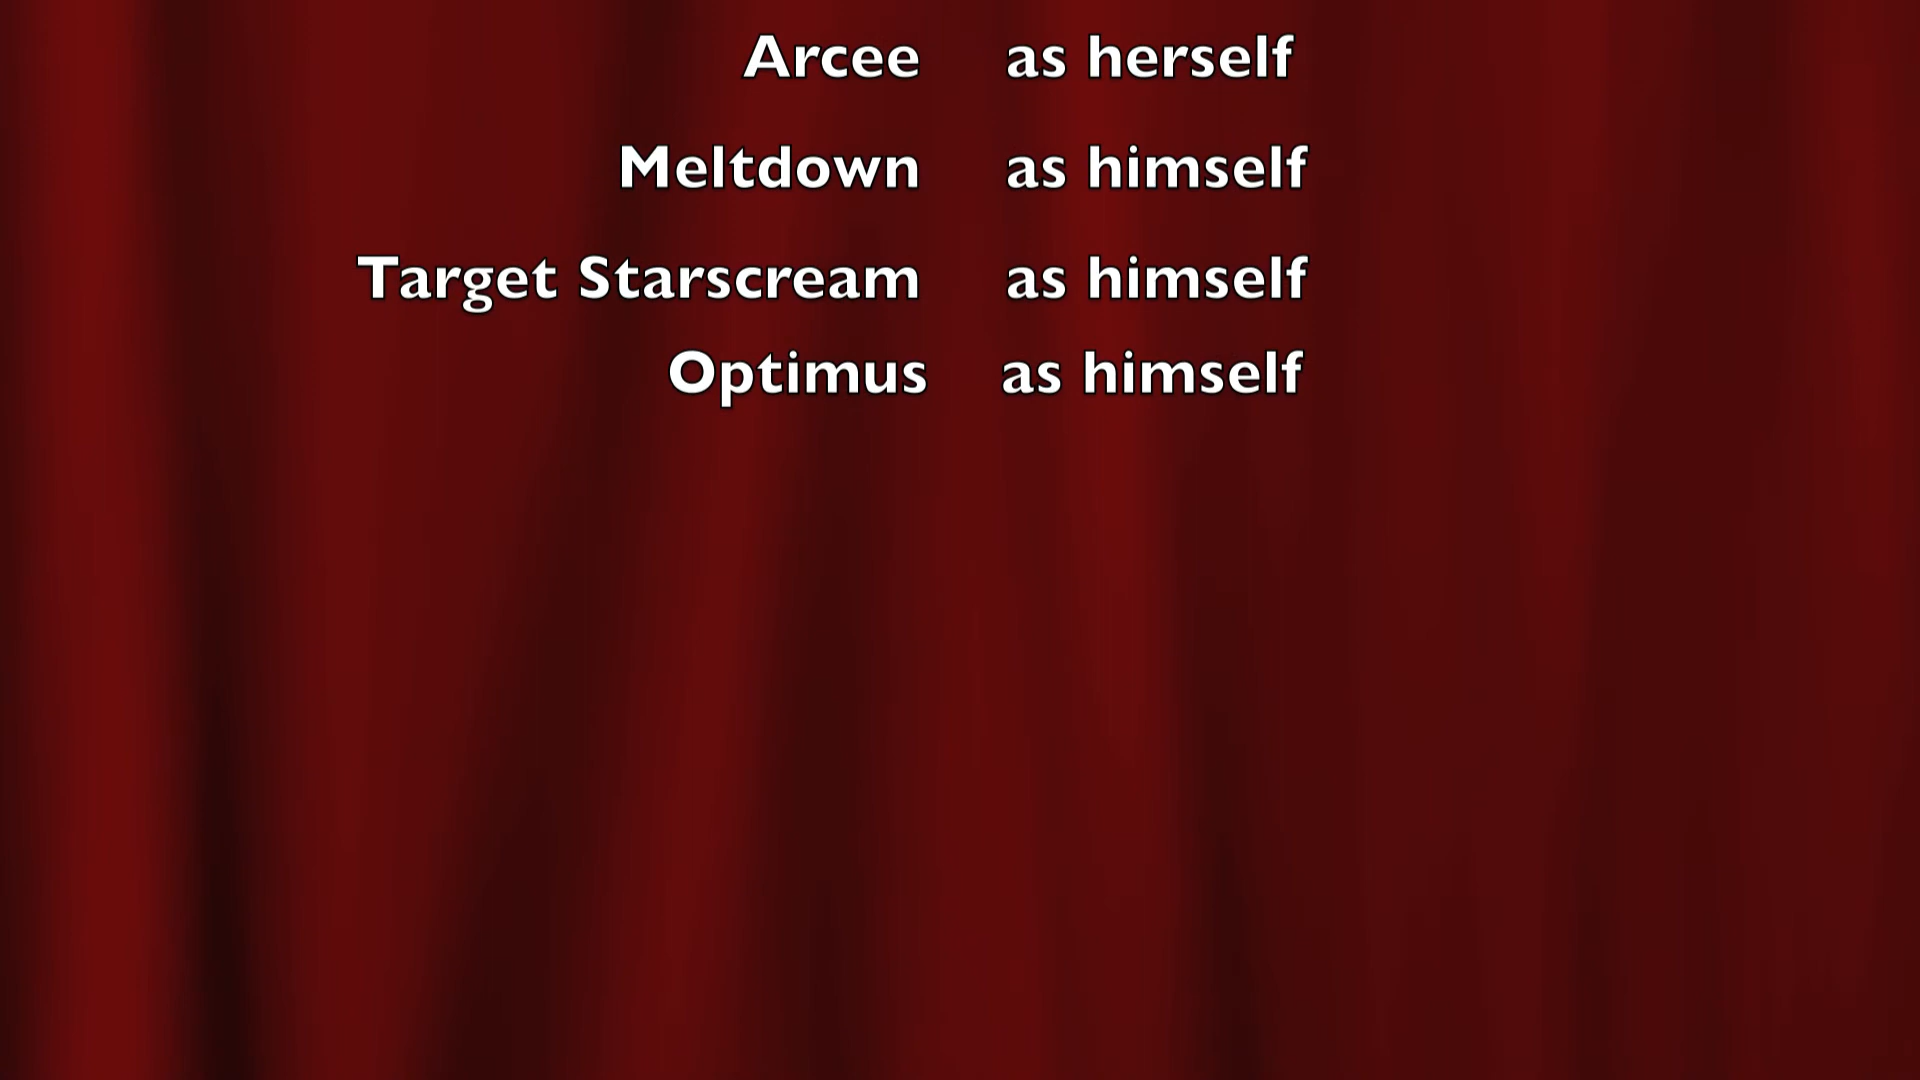 Arcee as herself
Meltdown as himself
Target Starscream as himself
Optimus as himself